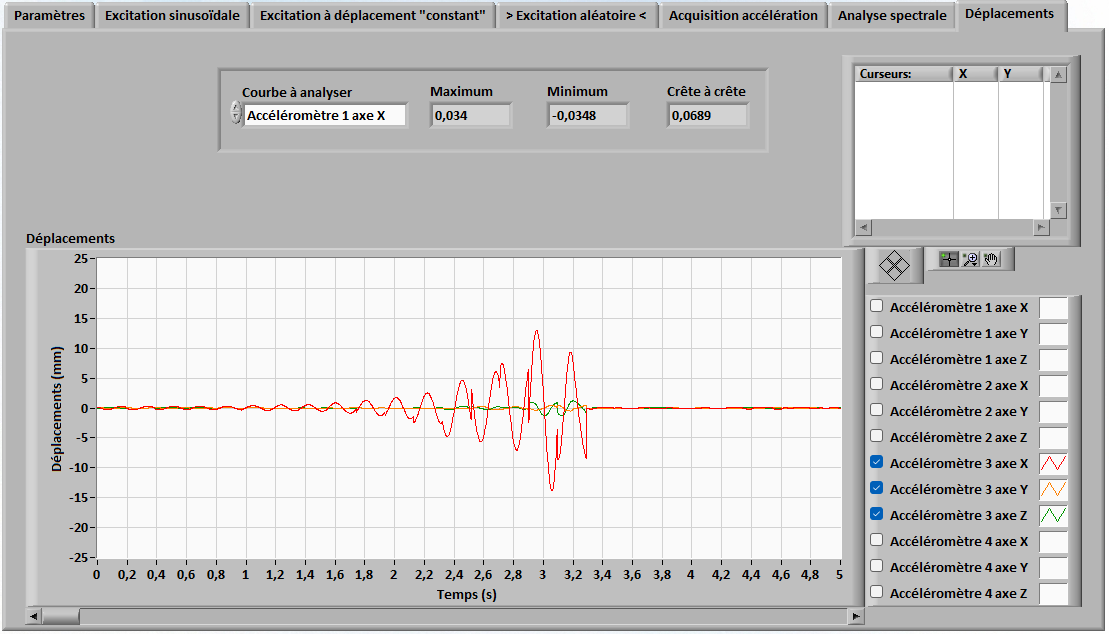 Paramètres Excitation sinusoïdale Excitation à déplacement "constant" > Excitation aléatoire < Acquisition accélération Analyse spectrale Déplacements
Courbe à analyser Maximum Minimum Crête à crête
Accéléromètre 1 axe X 0,034 -0,0348 0,0689
Curseurs: X Y
Déplacements
25
20
15
10
5
0
-5
-10
-15
-20
-25
Déplacements (mm)
0 0,2 0,4 0,6 0,8 1 1,2 1,4 1,6 1,8 2 2,2 2,4 2,6 2,8 3 3,2 3,4 3,6 3,8 4 4,2 4,4 4,6 4,8 5
Temps (s)
Accéléromètre 1 axe X
Accéléromètre 1 axe Y
Accéléromètre 1 axe Z
Accéléromètre 2 axe X
Accéléromètre 2 axe Y
Accéléromètre 2 axe Z
Accéléromètre 3 axe X
Accéléromètre 3 axe Y
Accéléromètre 3 axe Z
Accéléromètre 4 axe X
Accéléromètre 4 axe Y
Accéléromètre 4 axe Z